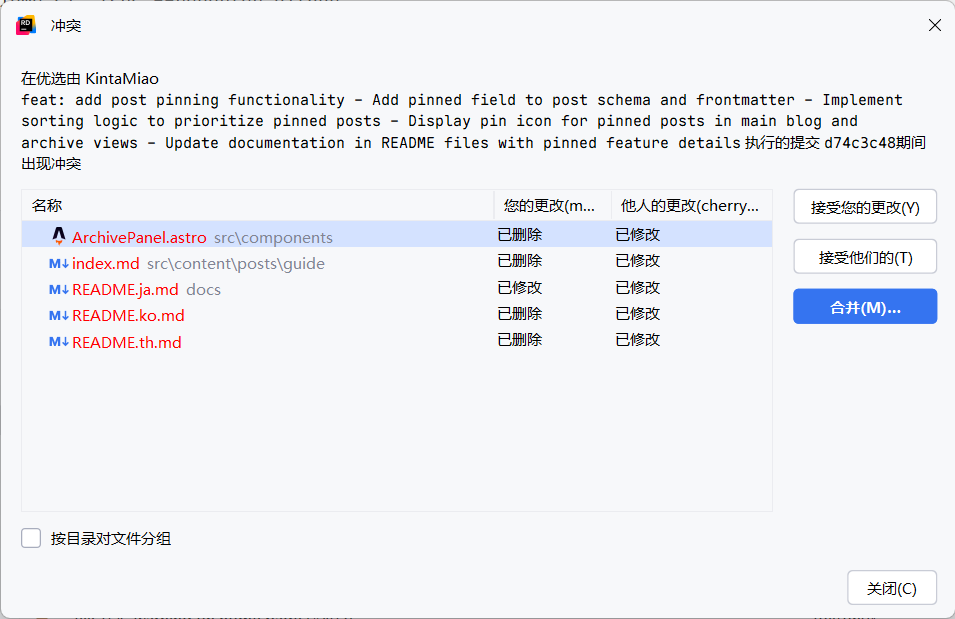 冲突
在优选由 KintaMiao
feat: add post pinning functionality - Add pinned field to post schema and frontmatter - Implement
sorting logic to prioritize pinned posts - Display pin icon for pinned posts in main blog and
archive views - Update documentation in README files with pinned feature details 执行的提交 d74c3c48期间
出现冲突
名称 您的更改(m... 他人的更改(cherry...
ArchivePanel.astro src\components 已删除 已修改
index.md src\content\posts\guide 已删除 已修改
README.ja.md docs 已修改 已修改
README.ko.md 已删除 已修改
README.th.md 已删除 已修改
接受您的更改(Y)
接受他们的(T)
合并(M)...
按目录对文件分组
关闭(C)